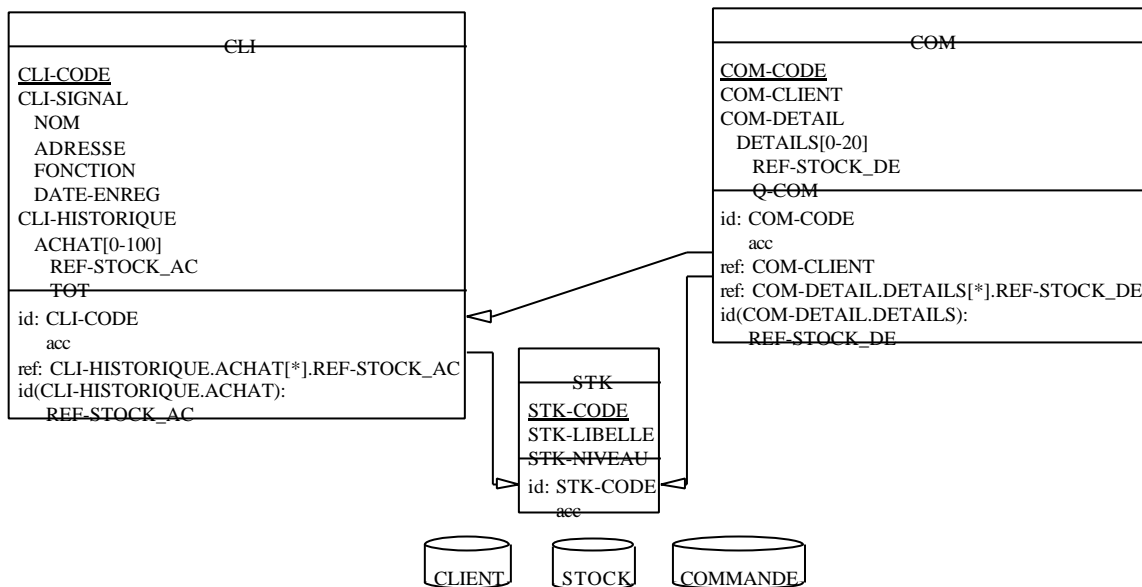 CLI
CLI-CODE
CLI-SIGNAL
NOM
ADRESSE
FONCTION
DATE-ENREG
CLI-HISTORIQUE
ACHAT[0-100]
REF-STOCK_AC
TOT
id: CLI-CODE
acc
ref: CLI-HISTORIQUE.ACHAT[*].REF-STOCK_AC
id(CLI-HISTORIQUE.ACHAT):
REF-STOCK_AC
COM
COM-CODE
COM-CLIENT
COM-DETAIL
DETAILS[0-20]
REF-STOCK_DE
Q-COM
id: COM-CODE
acc
ref: COM-CLIENT
ref: COM-DETAIL.DETAILS[*].REF-STOCK_DE
id(COM-DETAIL.DETAILS):
REF-STOCK_DE
STK
STK-CODE
STK-LIBELLE
STK-NIVEAU
id: STK-CODE
acc
CLIENT
STOCK
COMMANDE